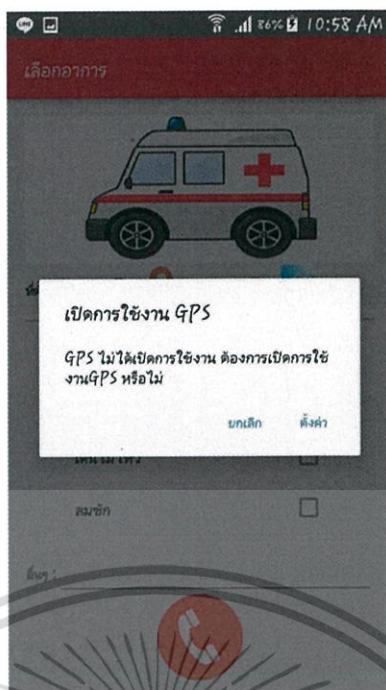 86% 10:58 AM
เลือกอาการ
เปิดการใช้งาน GPS
GPS ไม่ได้เปิดการใช้งาน ต้องการเปิดการใช้
งานGPS หรือไม่
ยกเลิก ตั้งค่า
ลมชัก
อื่นๆ :